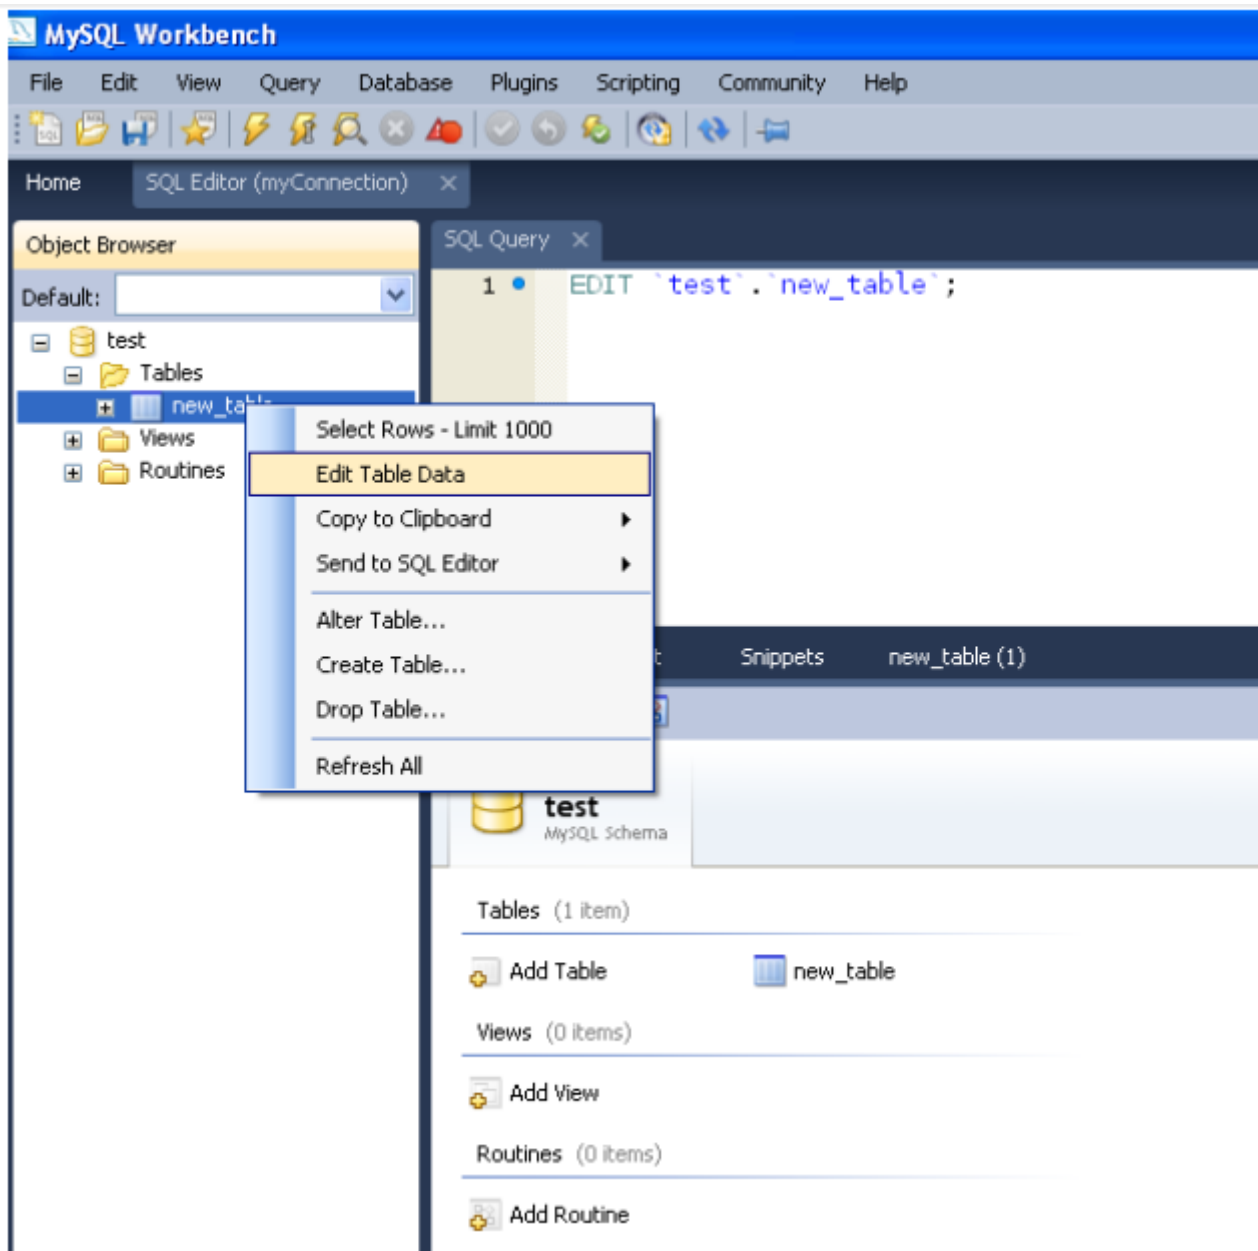 MySQL Workbench
File Edit View Query Database Plugins Scripting Community Help
Home SQL Editor (myConnection)
Object Browser
SQL Query
Default:
1 EDIT `test`.`new_table`;
test
Tables
new_table
Views
Routines
Select Rows - Limit 1000
Edit Table Data
Copy to Clipboard
Send to SQL Editor
Alter Table...
Create Table...
Drop Table...
Refresh All
Snippets new_table (1)
test
MySQL Schema
Tables (1 item)
Add Table new_table
Views (0 items)
Add View
Routines (0 items)
Add Routine